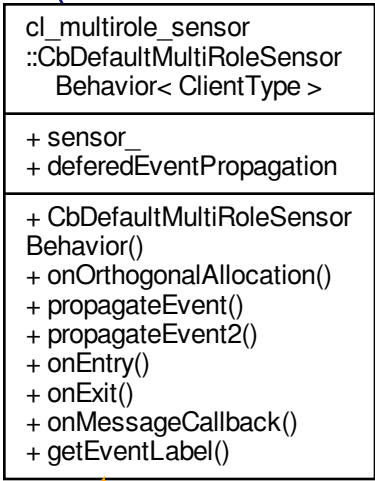 cl_multirole_sensor
::CbDefaultMultiRoleSensor
Behavior< ClientType >
+ sensor_
+ deferedEventPropagation
+ CbDefaultMultiRoleSensor
Behavior()
+ onOrthogonalAllocation()
+ propagateEvent()
+ propagateEvent2()
+ onEntry()
+ onExit()
+ onMessageCallback()
+ getEventLabel()